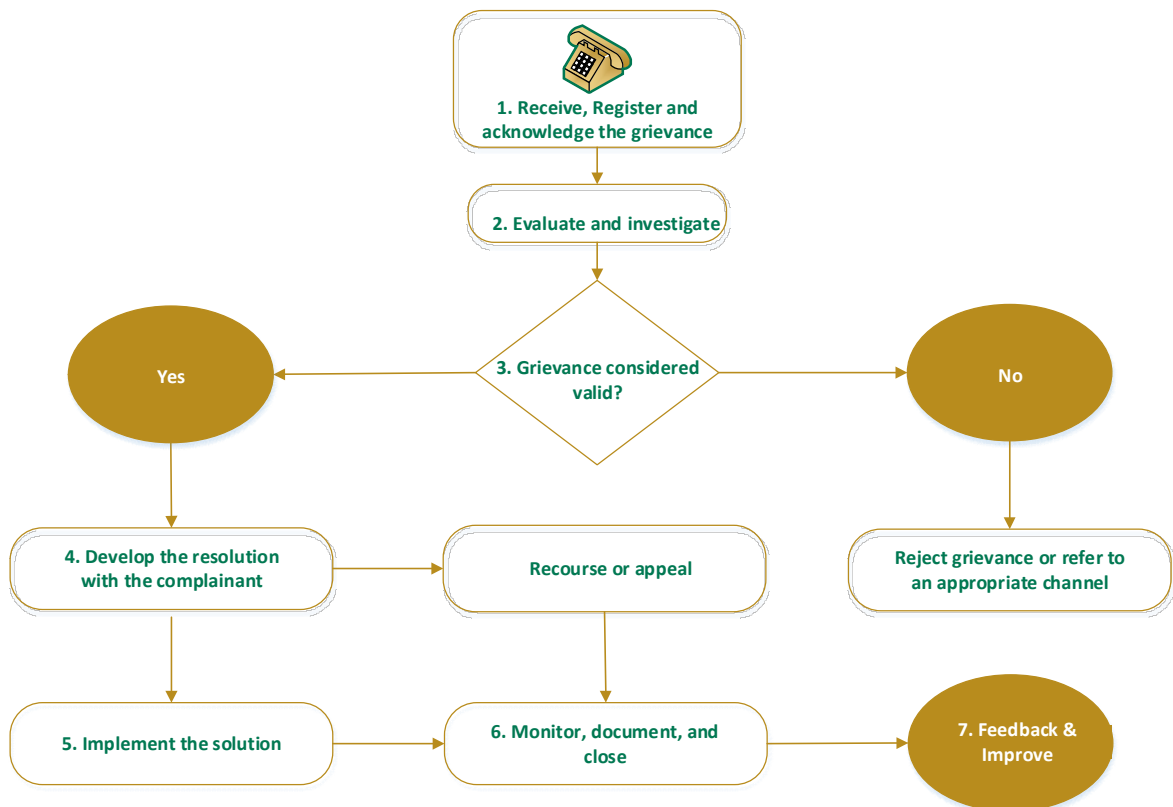 1. Receive, Register and
acknowledge the grievance
2. Evaluate and investigate
3. Grievance considered
valid?
Yes
No
4. Develop the resolution
with the complainant
Recourse or appeal
Reject grievance or refer to
an appropriate channel
5. Implement the solution
6. Monitor, document, and
close
7. Feedback &
Improve